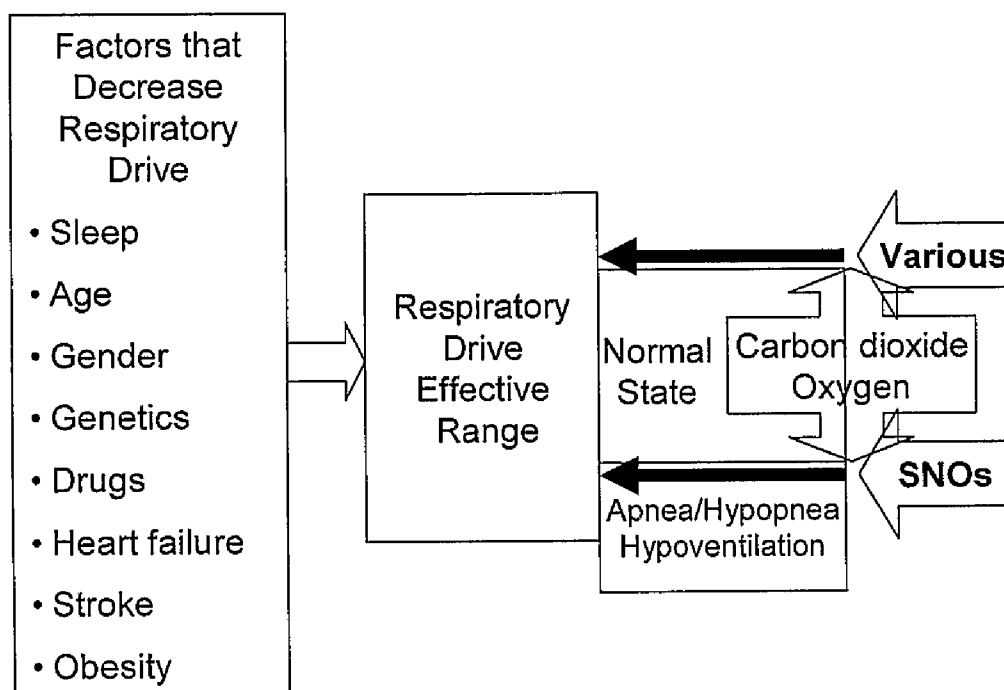 Factors that
Decrease
Respiratory
Drive
• Sleep
• Age
• Gender
• Genetics
• Drugs
• Heart failure
• Stroke
• Obesity
Respiratory
Drive
Effective
Range
Normal
State
Carbon dioxide
Oxygen
Various
SNOs
Apnea/Hypopnea
Hypoventilation